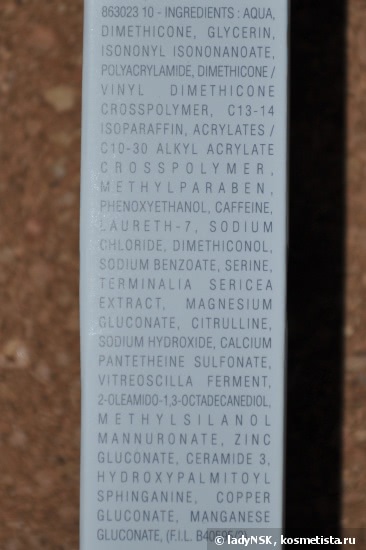 863023 10 - INGREDIENTS : AQUA,
DIMETHICONE, GLYCERIN,
ISONONYL ISONONANOATE,
POLYACRYLAMIDE, DIMETHICONE /
VINYL DIMETHICONE
CROSSPOLYMER, C13-14
ISOPARAFFIN, ACRYLATES /
C10-30 ALKYL ACRYLATE
CROSSPOLYMER,
METHYLPARABEN,
PHENOXYETHANOL, CAFFEINE,
LAURETH-7, SODIUM
CHLORIDE, DIMETHICONOL,
SODIUM BENZOATE, SERINE,
TERMINALIA SERICEA
EXTRACT, MAGNESIUM
GLUCONATE, CITRULLINE,
SODIUM HYDROXIDE, CALCIUM
PANTETHEINE SULFONATE,
VITREOSCILLA FERMENT,
2-OLEAMIDO-1,3-OCTADECANEDIOL,
METHYLSILANOL
MANNURONATE, ZINC
GLUCONATE, CERAMIDE 3,
HYDROXYPALMITOYL
SPHINGANINE, COPPER
GLUCONATE, MANGANESE
GLUCONATE, (F.I.L.
© ladyNSK, kosmetista.ru